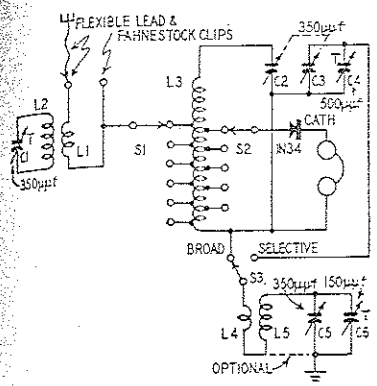 FLEXIBLE LEAD &
FAHNESTOCK CLIPS
350μμf
L3
C2 C3 T C4
500μμf
L2
T
C1
L1
350μμf
S1
S2
CATH
IN34
BROAD
SELECTIVE
S3
350μμf 150μμf
L4 L5 C5 T C6
OPTIONAL